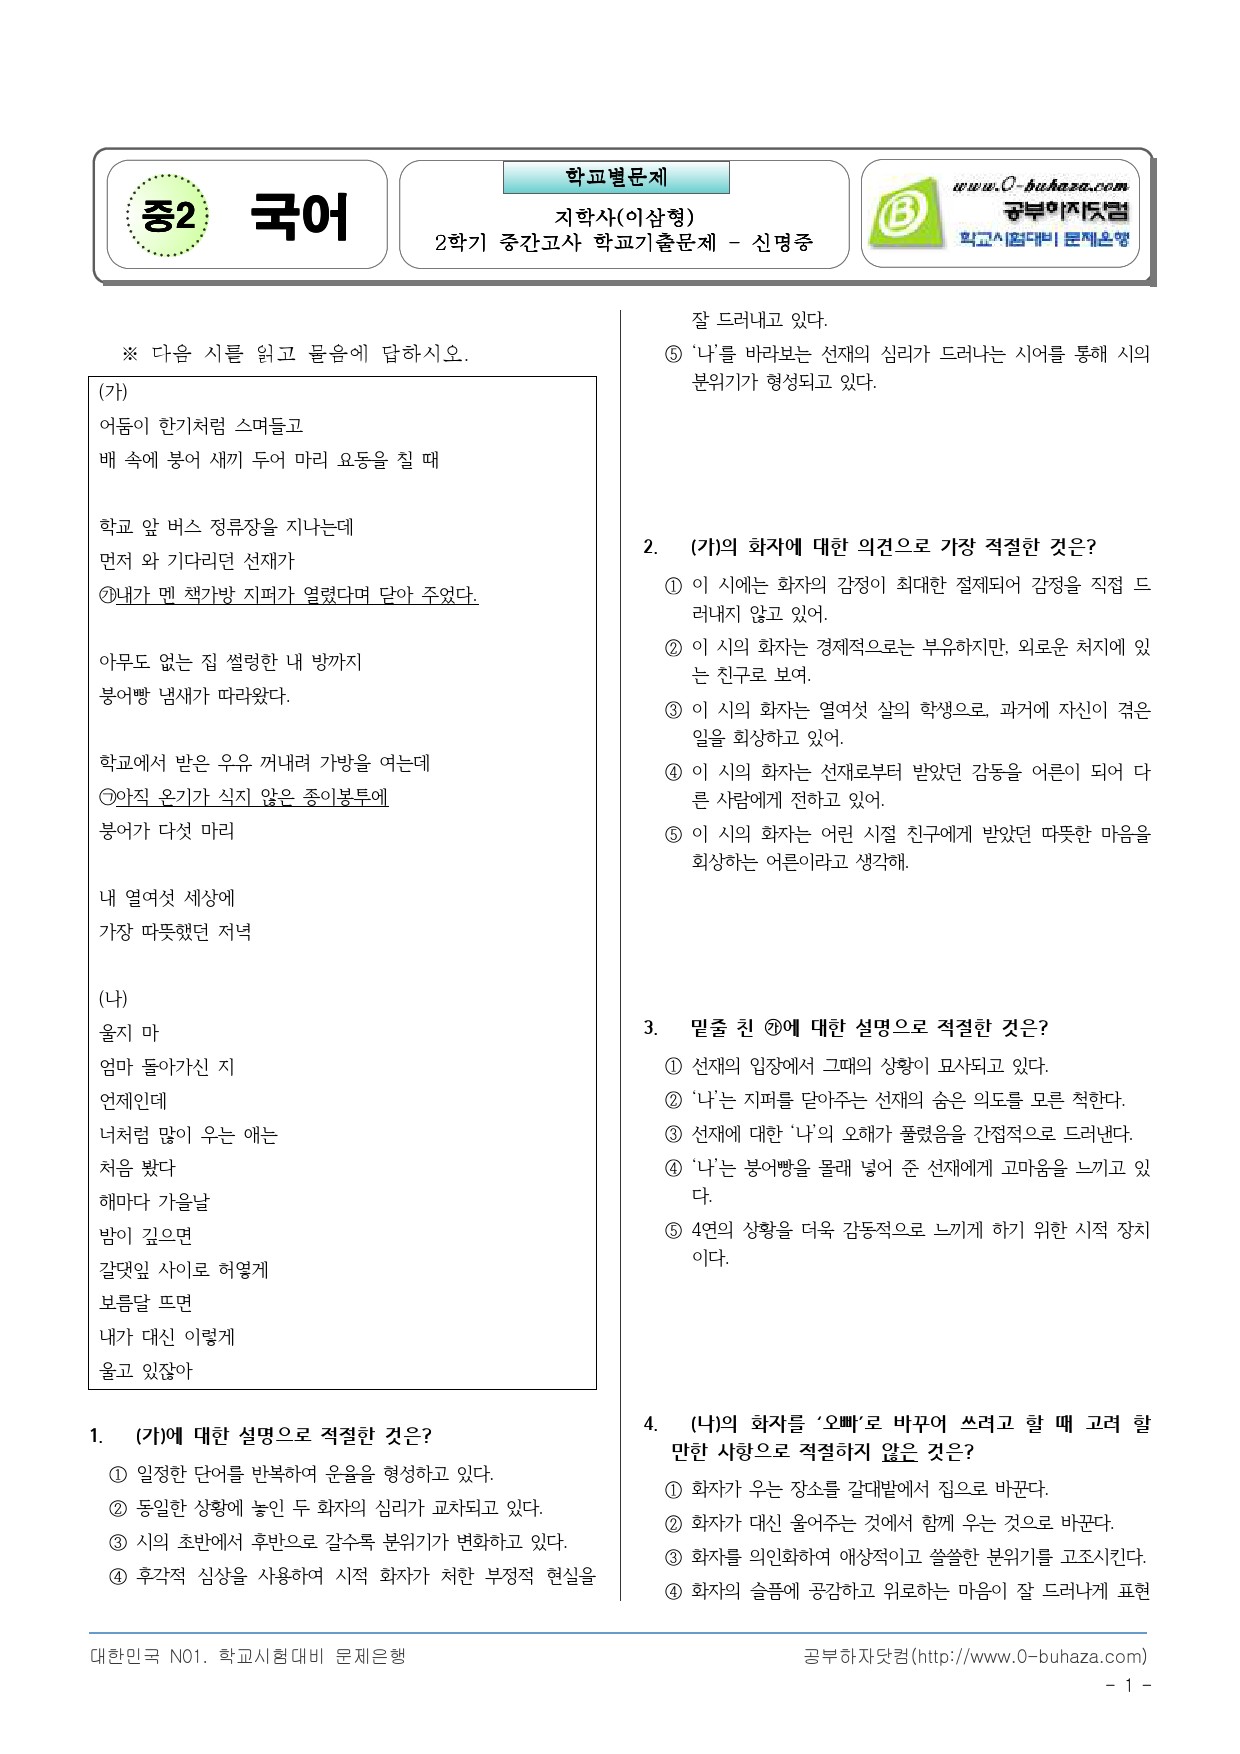 중2
국어
학교별문제
지학사(이삼형)
2학기 중간고사 학교기출문제 - 신명중
www.0-buhaza.com
공부하자닷컴
학교시험대비 문제은행
※ 다음 시를 읽고 물음에 답하시오.
(가)
어둠이 한기처럼 스며들고
배 속에 붕어 새끼 두어 마리 요동을 칠 때
학교 앞 버스 정류장을 지나는데
먼저 와 기다리던 선재가
㉮내가 멘 책가방 지퍼가 열렸다며 닫아 주었다.
아무도 없는 집 썰렁한 내 방까지
붕어빵 냄새가 따라왔다.
학교에서 받은 우유 꺼내려 가방을 여는데
㉠아직 온기가 식지 않은 종이봉투에
붕어가 다섯 마리
내 열여섯 세상에
가장 따뜻했던 저녁
(나)
울지 마
엄마 돌아가신 지
언제인데
너처럼 많이 우는 애는
처음 봤다
해마다 가을날
밤이 깊으면
갈댓잎 사이로 허옇게
보름달 뜨면
내가 대신 이렇게
울고 있잖아
1. (가)에 대한 설명으로 적절한 것은?
① 일정한 단어를 반복하여 운율을 형성하고 있다.
② 동일한 상황에 놓인 두 화자의 심리가 교차되고 있다.
③ 시의 초반에서 후반으로 갈수록 분위기가 변화하고 있다.
④ 후각적 심상을 사용하여 시적 화자가 처한 부정적 현실을
잘 드러내고 있다.
⑤ ‘나’를 바라보는 선재의 심리가 드러나는 시어를 통해 시의
분위기가 형성되고 있다.
2. (가)의 화자에 대한 의견으로 가장 적절한 것은?
① 이 시에는 화자의 감정이 최대한 절제되어 감정을 직접 드
러내지 않고 있어.
② 이 시의 화자는 경제적으로는 부유하지만, 외로운 처지에 있
는 친구로 보여.
③ 이 시의 화자는 열여섯 살의 학생으로, 과거에 자신이 겪은
일을 회상하고 있어.
④ 이 시의 화자는 선재로부터 받았던 감동을 어른이 되어 다
른 사람에게 전하고 있어.
⑤ 이 시의 화자는 어린 시절 친구에게 받았던 따뜻한 마음을
회상하는 어른이라고 생각해.
3. 밑줄 친 ㉮에 대한 설명으로 적절한 것은?
① 선재의 입장에서 그때의 상황이 묘사되고 있다.
② ‘나’는 지퍼를 닫아주는 선재의 숨은 의도를 모른 척한다.
③ 선재에 대한 ‘나’의 오해가 풀렸음을 간접적으로 드러낸다.
④ ‘나’는 붕어빵을 몰래 넣어 준 선재에게 고마움을 느끼고 있
다.
⑤ 4연의 상황을 더욱 감동적으로 느끼게 하기 위한 시적 장치
이다.
4. (나)의 화자를 ‘오빠’로 바꾸어 쓰려고 할 때 고려 할
만한 사항으로 적절하지 않은 것은?
① 화자가 우는 장소를 갈대밭에서 집으로 바꾼다.
② 화자가 대신 울어주는 것에서 함께 우는 것으로 바꾼다.
③ 화자를 의인화하여 애상적이고 쓸쓸한 분위기를 고조시킨다.
④ 화자의 슬픔에 공감하고 위로하는 마음이 잘 드러나게 표현
대한민국 N01. 학교시험대비 문제은행
공부하자닷컴(http://www.0-buhaza.com)
- 1 -